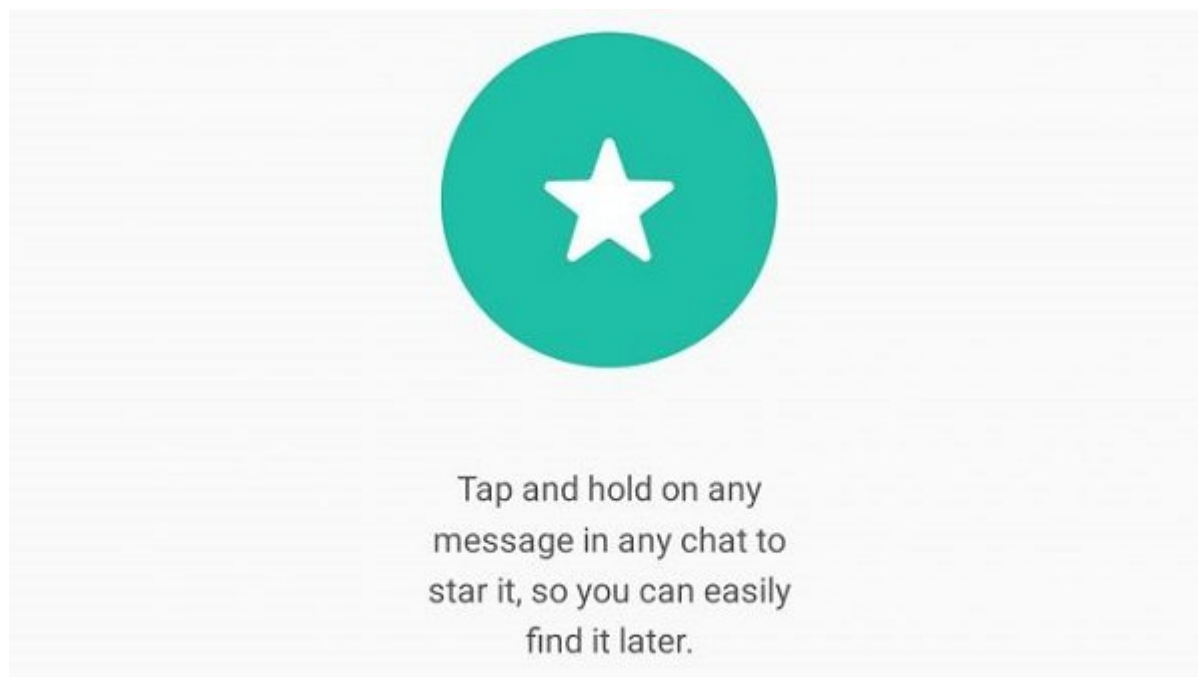 Tap and hold on any
message in any chat to
star it, so you can easily
find it later.